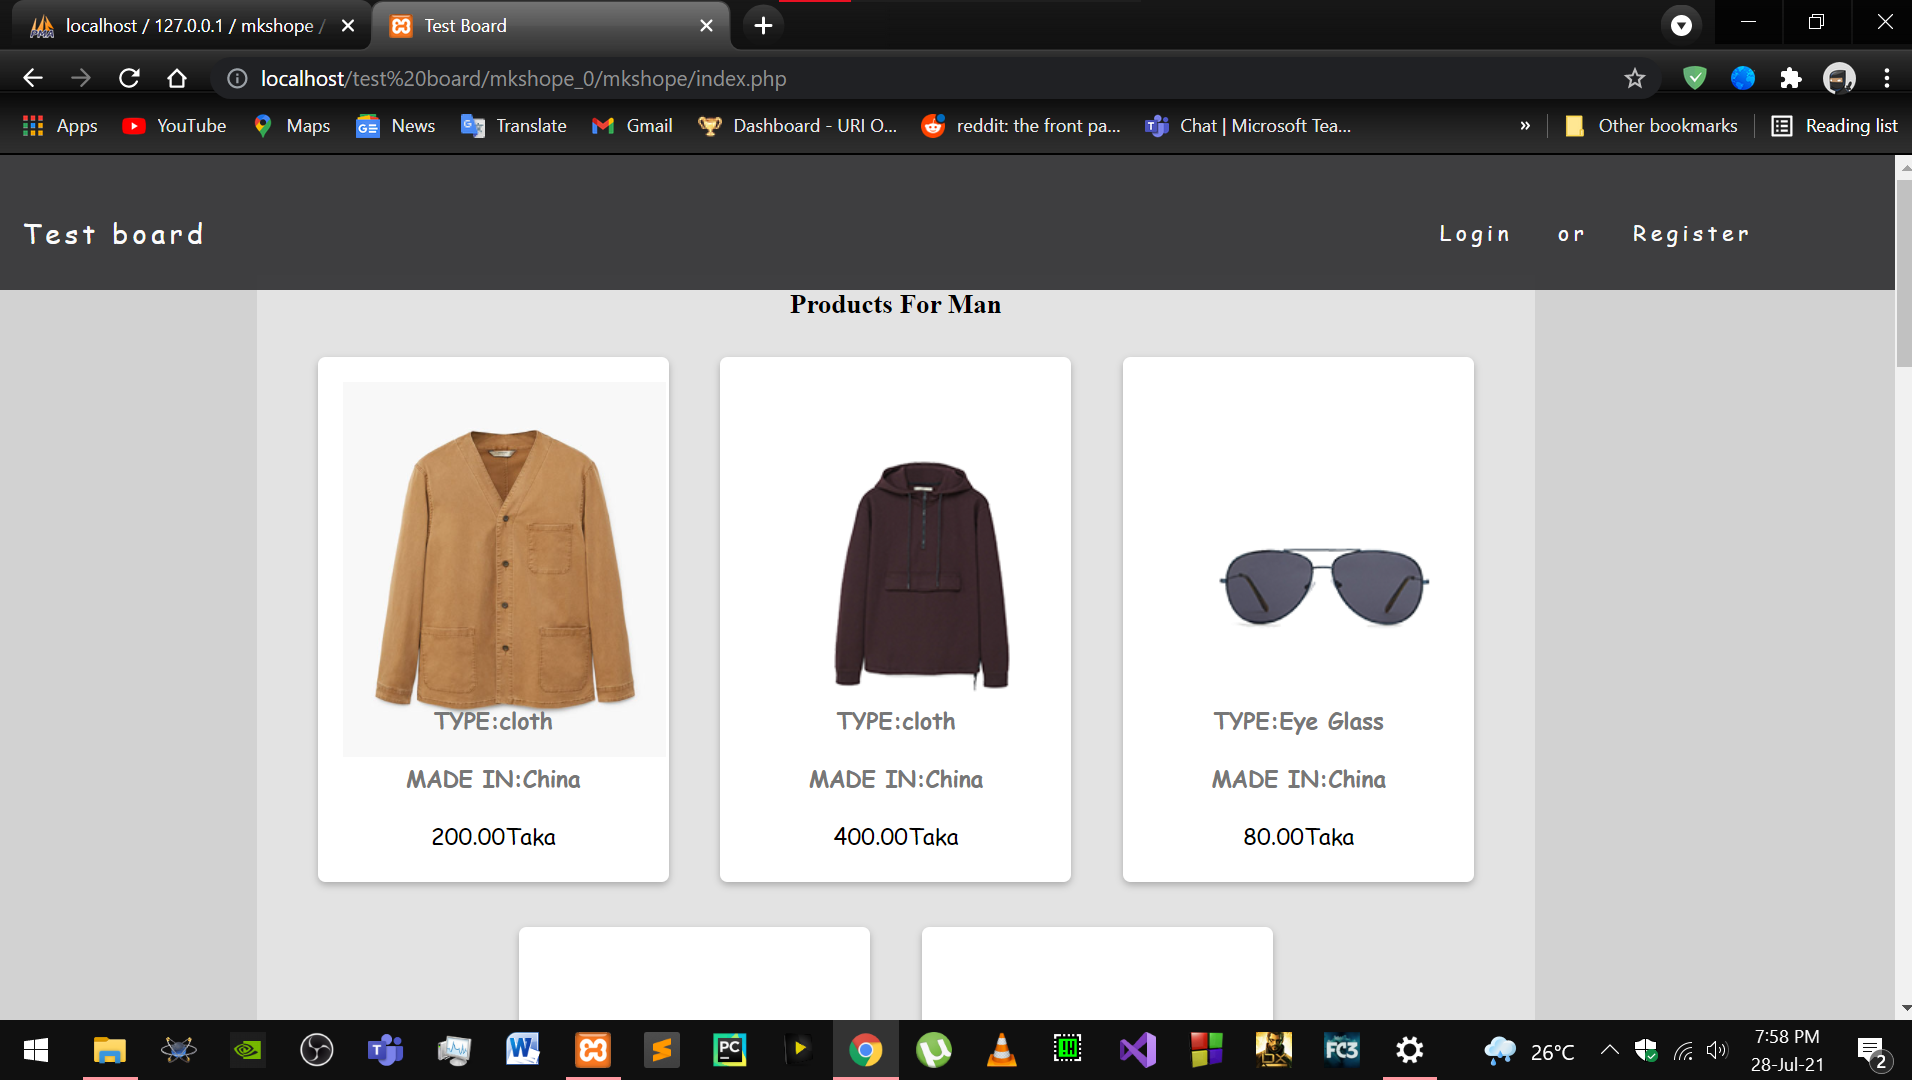 localhost / 127.0.0.1 / mkshope /
Test Board
localhost/test%20board/mkshope_0/mkshope/index.php
Apps
YouTube
Maps
News
Translate
Gmail
Dashboard - URI O...
reddit: the front pa...
Chat | Microsoft Tea...
»
Other bookmarks
Reading list
Test board
Login or Register
Products For Man
TYPE:cloth
MADE IN:China
200.00Taka
TYPE:cloth
MADE IN:China
400.00Taka
TYPE:Eye Glass
MADE IN:China
80.00Taka
PC
FC3
26°C
7:58 PM
28-Jul-21
2